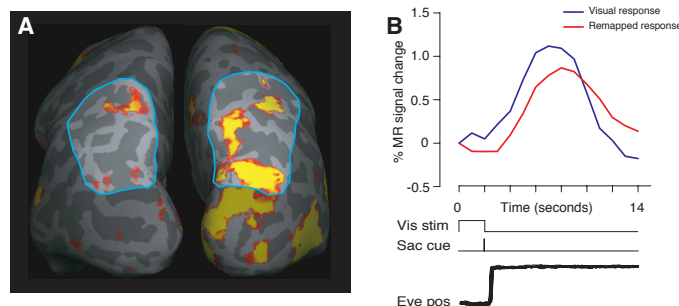 A
B
Visual response
Remapped response
% MR signal change
1.5
1.0
0.5
0
-0.5
0 Time (seconds) 14
Vis stim
Sac cue
Eye pos